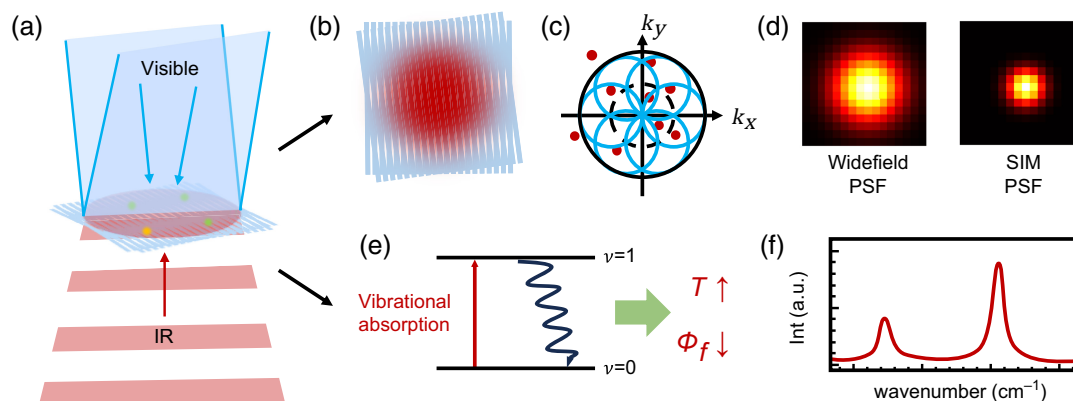 (a)
Visible
IR
(b)
(c)
k_y
k_x
(d)
Widefield
PSF
SIM
PSF
(e)
ν=1
Vibrational
absorption
ν=0
T ↑
Φ_f ↓
(f)
Int (a.u.)
wavenumber (cm⁻¹)